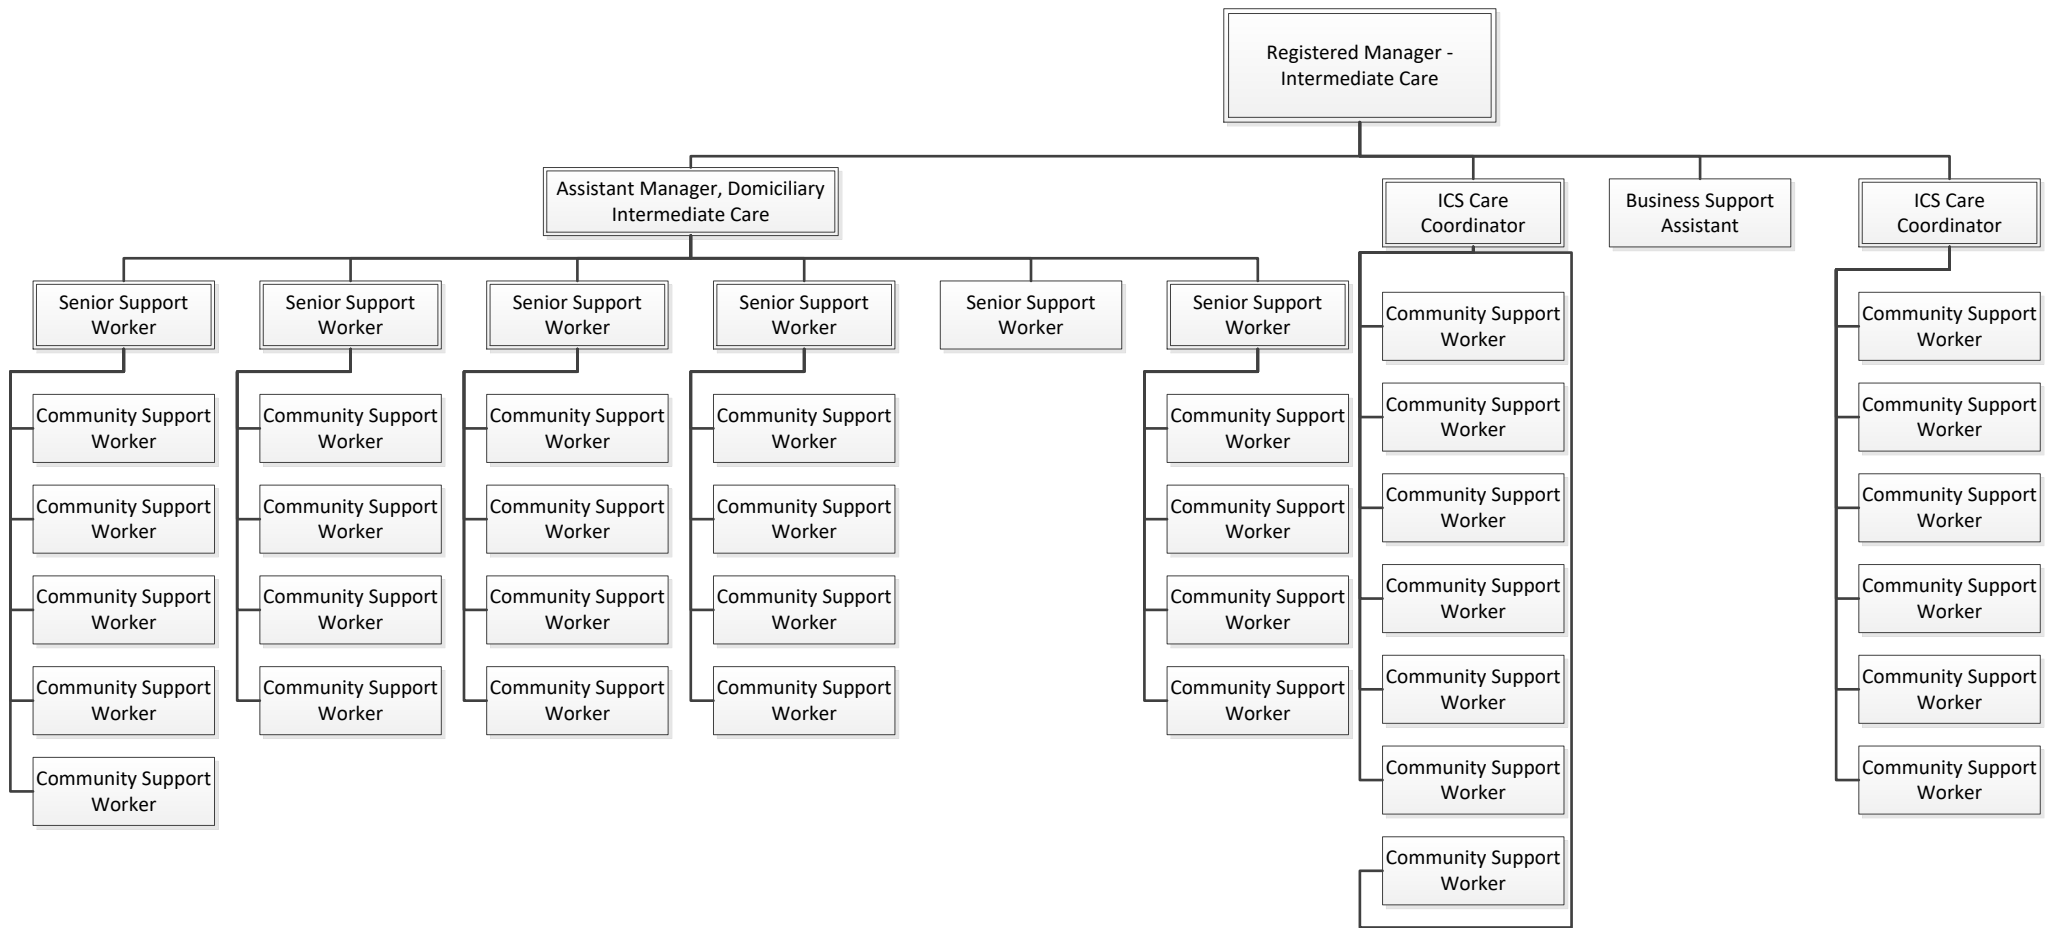 Registered Manager -
Intermediate Care
Assistant Manager, Domiciliary
Intermediate Care
ICS Care
Coordinator
Business Support
Assistant
ICS Care
Coordinator
Senior Support
Worker
Senior Support
Worker
Senior Support
Worker
Senior Support
Worker
Senior Support
Worker
Senior Support
Worker
Community Support
Worker
Community Support
Worker
Community Support
Worker
Community Support
Worker
Community Support
Worker
Community Support
Worker
Community Support
Worker
Community Support
Worker
Community Support
Worker
Community Support
Worker
Community Support
Worker
Community Support
Worker
Community Support
Worker
Community Support
Worker
Community Support
Worker
Community Support
Worker
Community Support
Worker
Community Support
Worker
Community Support
Worker
Community Support
Worker
Community Support
Worker
Community Support
Worker
Community Support
Worker
Community Support
Worker
Community Support
Worker
Community Support
Worker
Community Support
Worker
Community Support
Worker
Community Support
Worker
Community Support
Worker
Community Support
Worker
Community Support
Worker
Community Support
Worker
Community Support
Worker